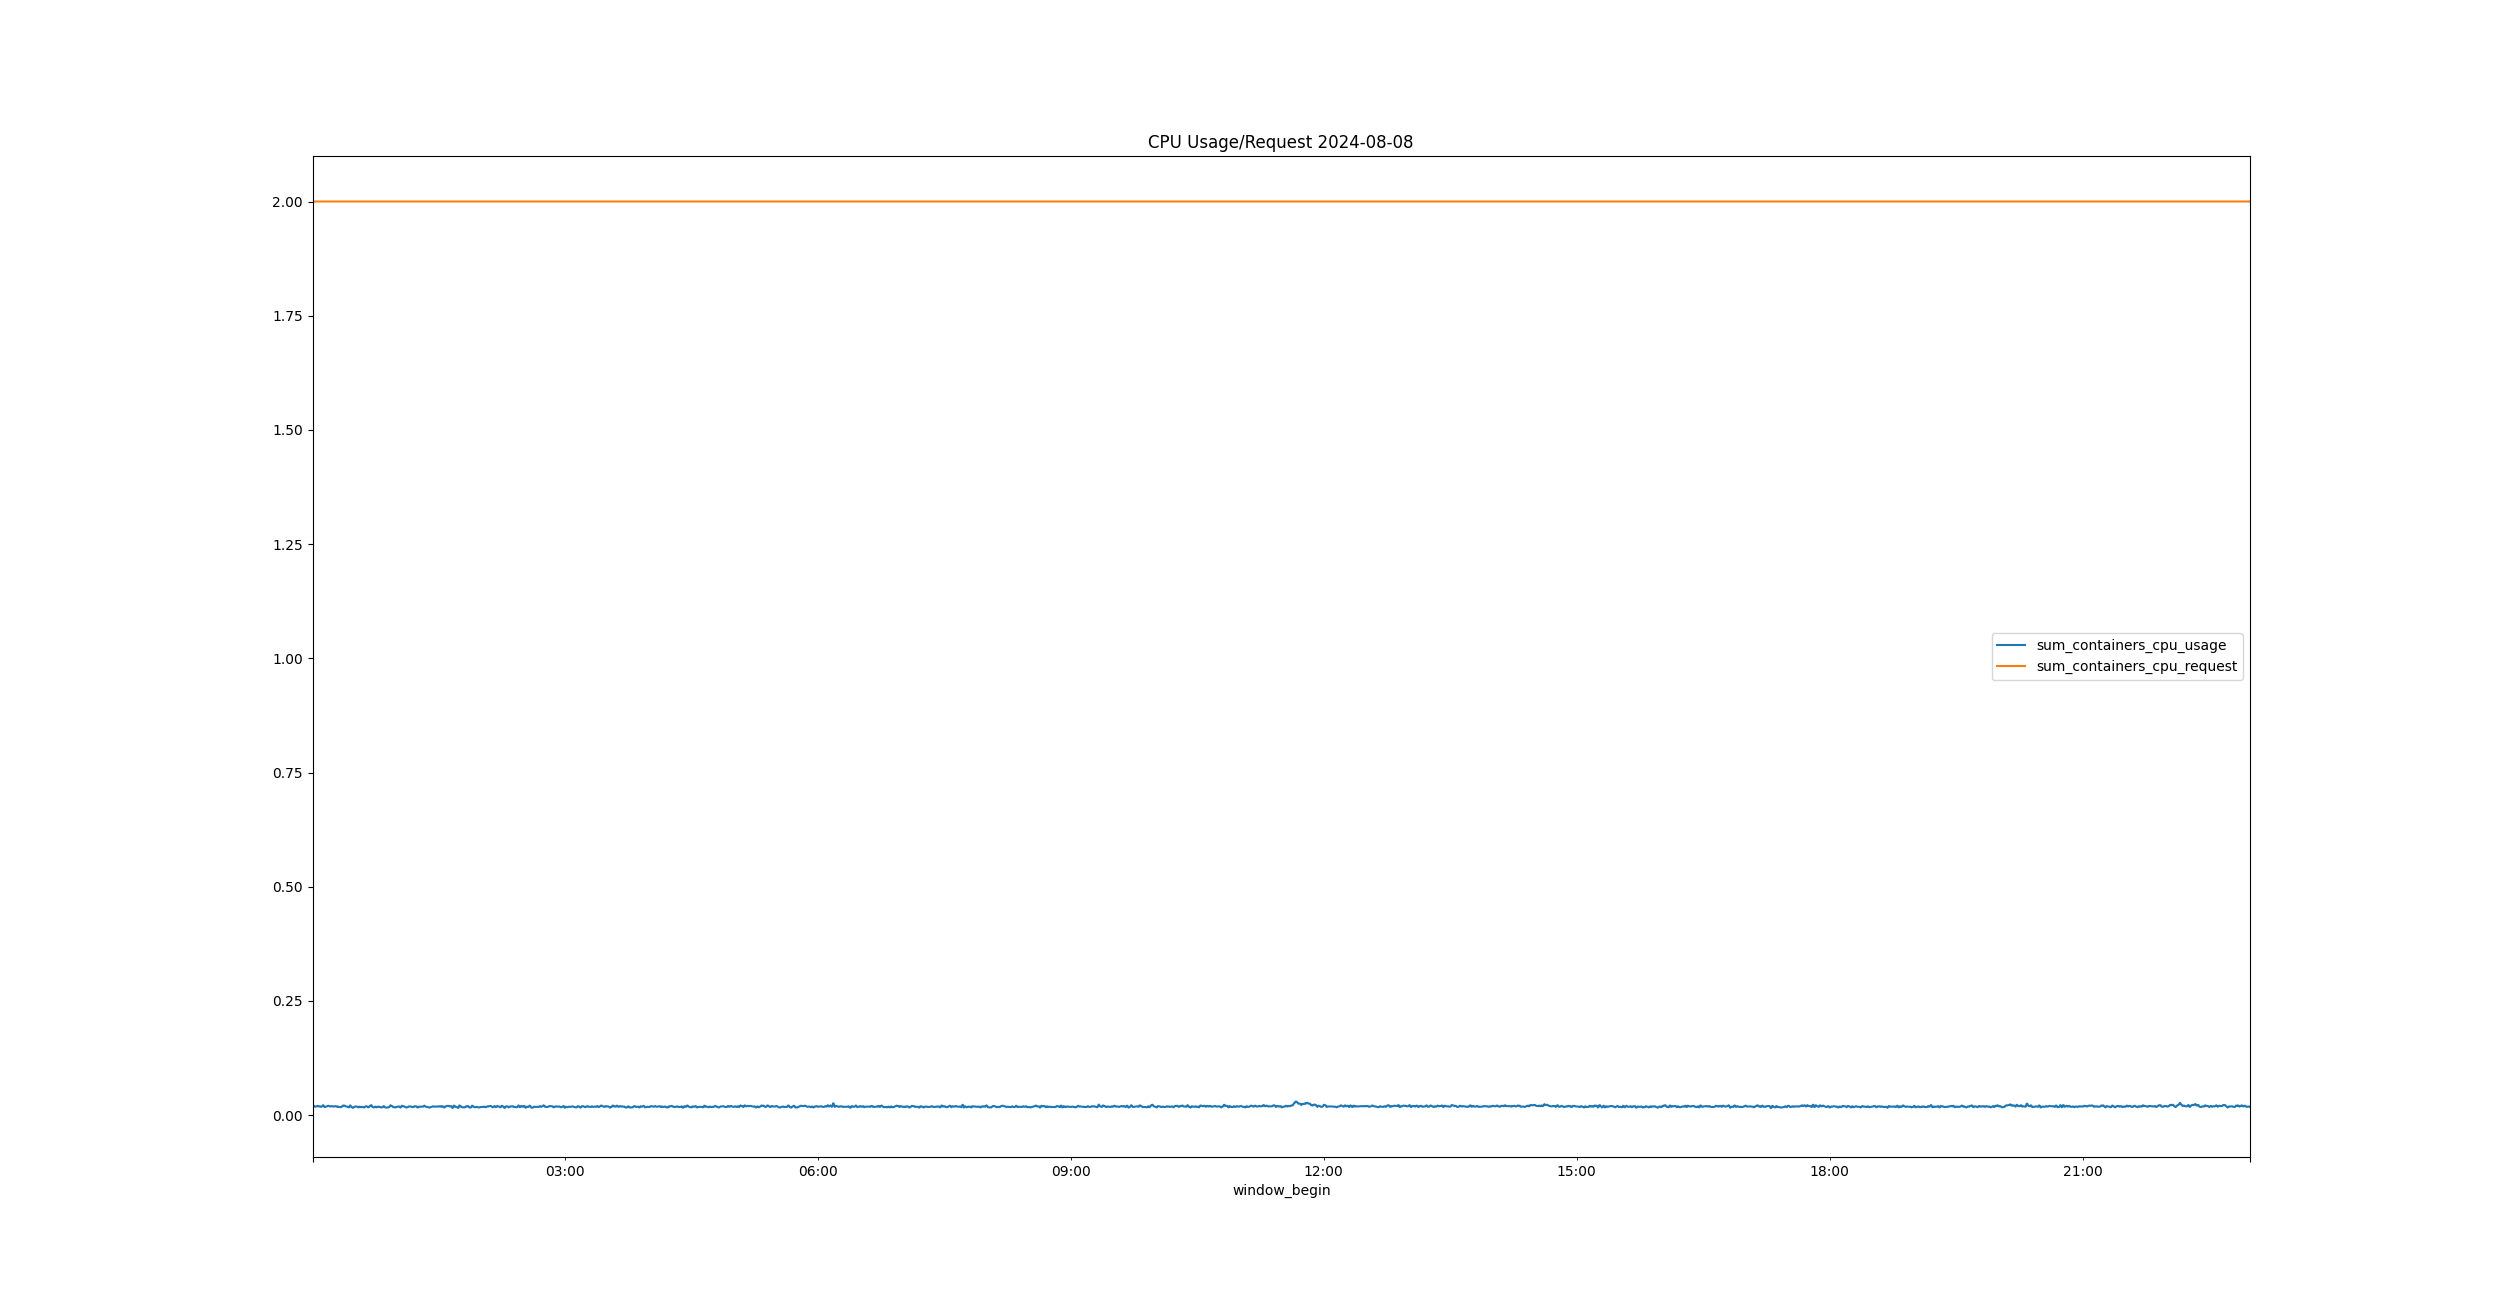 CPU Usage/Request 2024-08-08
2.00
1.75
1.50
1.25
1.00
0.75
0.50
0.25
0.00
sum_containers_cpu_usage
sum_containers_cpu_request
03:00 06:00 09:00 12:00 15:00 18:00 21:00
window_begin